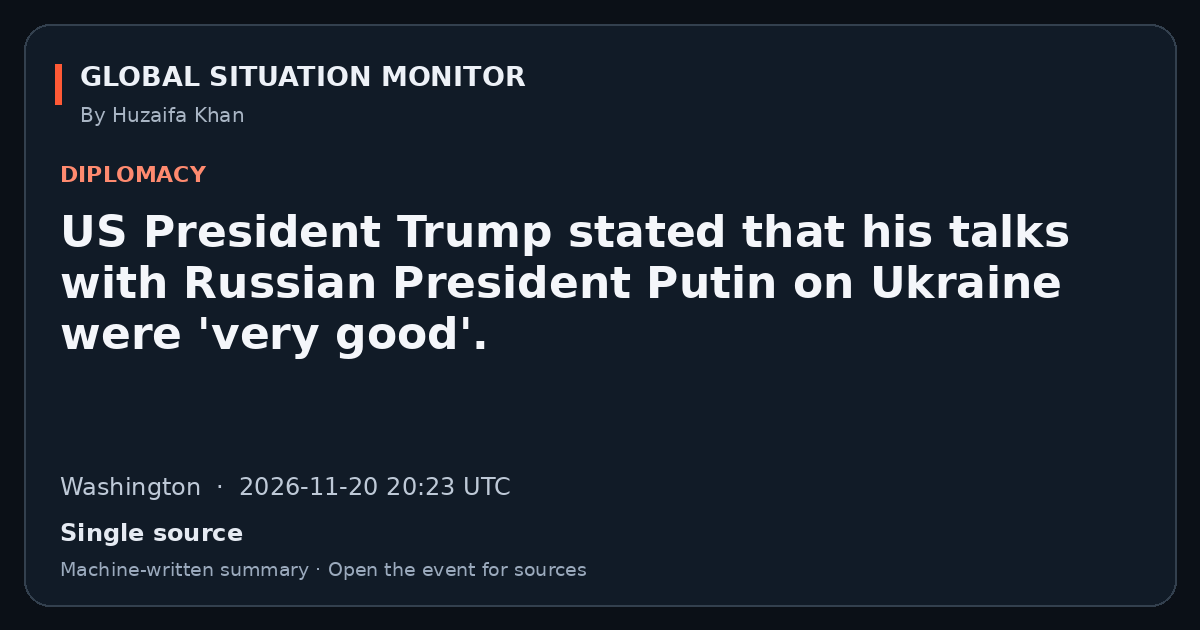 GLOBAL SITUATION MONITOR
By Huzaifa Khan
DIPLOMACY
US President Trump stated that his talks
with Russian President Putin on Ukraine
were 'very good'.
Washington · 2026-11-20 20:23 UTC
Single source
Machine-written summary · Open the event for sources